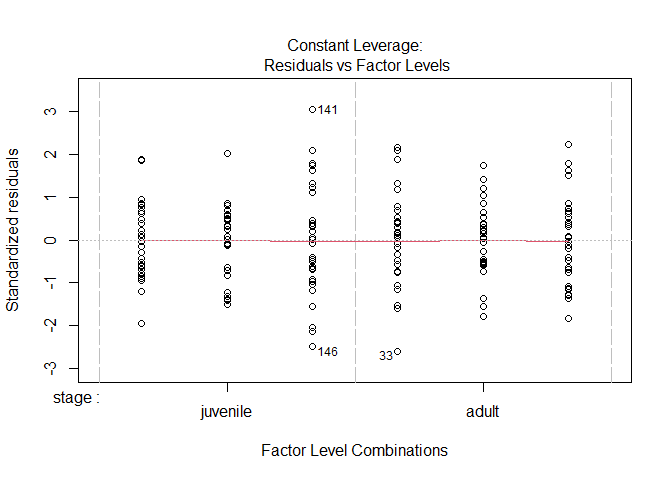 Constant Leverage:
Residuals vs Factor Levels
Standardized residuals
3
2
1
0
-1
-2
-3
141
146
33
stage :
juvenile
adult
Factor Level Combinations